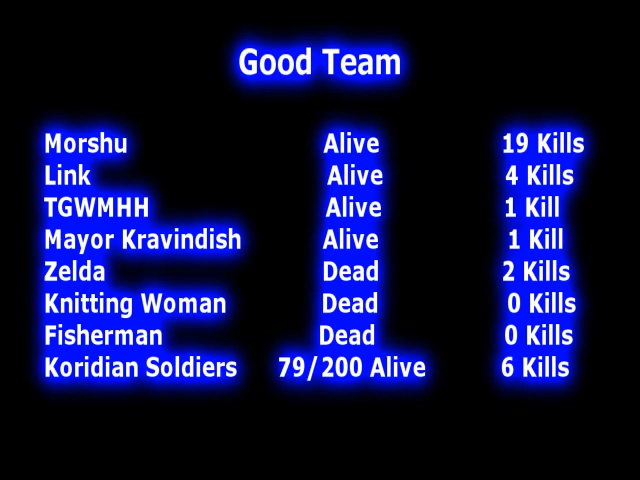 Good Team
Morshu Alive 19 Kills
Link Alive 4 Kills
TGWMHH Alive 1 Kill
Mayor Kravindish Alive 1 Kill
Zelda Dead 2 Kills
Knitting Woman Dead 0 Kills
Fisherman Dead 0 Kills
Koridian Soldiers 79/200 Alive 6 Kills